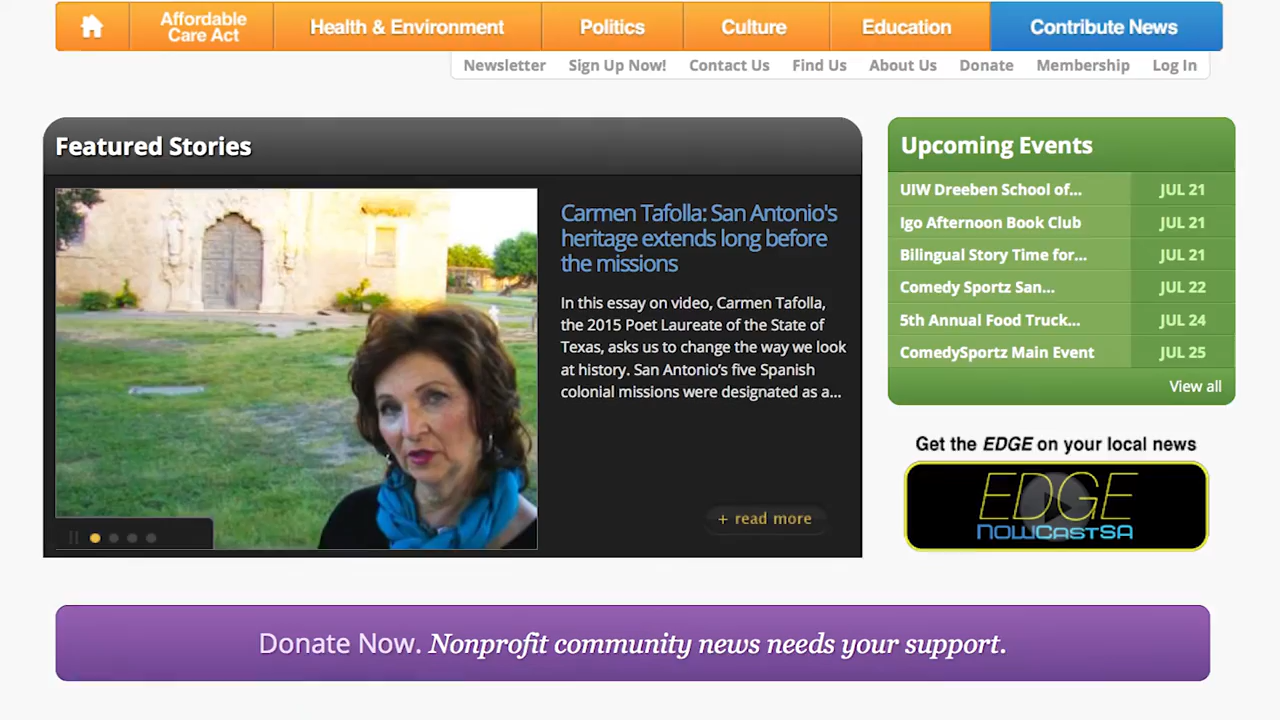 Affordable
Care Act
Health & Environment
Politics
Culture
Education
Contribute News
Newsletter
Sign Up Now!
Contact Us
Find Us
About Us
Donate
Membership
Log In
Featured Stories
Carmen Tafolla: San Antonio's
heritage extends long before
the missions
In this essay on video, Carmen Tafolla,
the 2015 Poet Laureate of the State of
Texas, asks us to change the way we look
at history. San Antonio’s five Spanish
colonial missions were designated as a...
+ read more
Upcoming Events
UIW Dreeben School of... JUL 21
Igo Afternoon Book Club JUL 21
Bilingual Story Time for... JUL 21
Comedy Sportz San... JUL 22
5th Annual Food Truck... JUL 24
ComedySportz Main Event JUL 25
View all
Get the EDGE on your local news
EDGE
NOWCASTSA
Donate Now. Nonprofit community news needs your support.